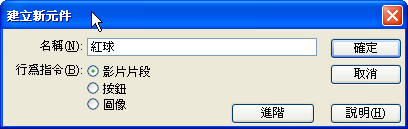 建立新元件
名稱(N): 紅球 確定
行為指令(B): 影片片段 取消
按鈕
圖像
進階 說明(H)